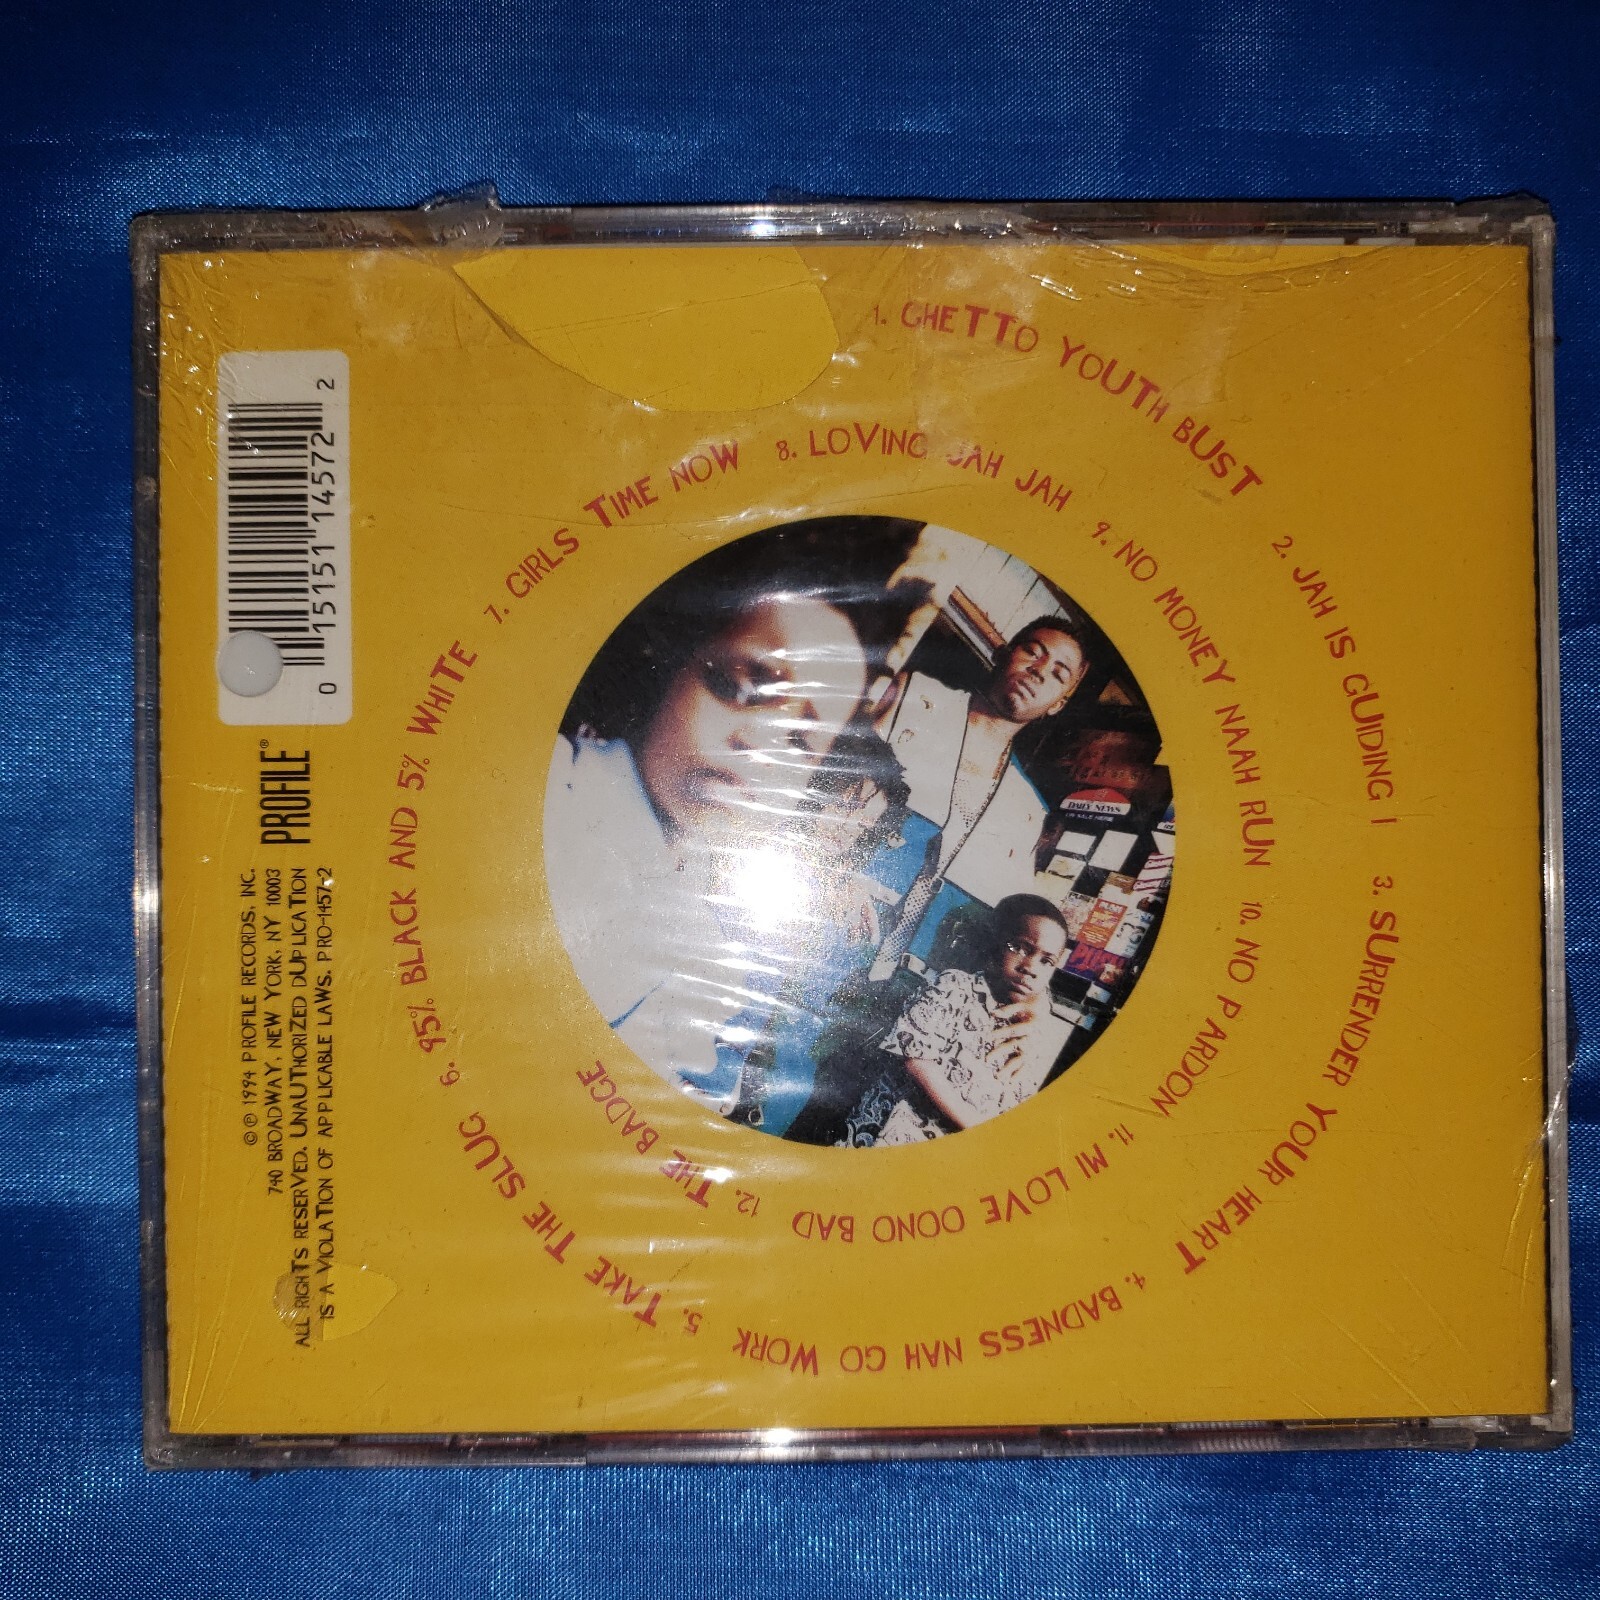 1. GHETTO YOUTH BUST
2. JAH IS GUIDING I
3. SURRENDER YOUR HEART
4. BADNESS NAH GO WORK
5. TAKE THE SLUG
6. 95% BLACK AND 5% WHITE
7. GIRLS TIME NOW
8. LOVING JAH JAH
9. NO MONEY NAAH RUN
10. NO PARDON
11. MI LOVE OONO BAD
12. THE BADGE
DAILY NEWS
0 15151 14572 2
PROFILE®
©℗ 1994 PROFILE RECORDS, INC.
740 BROADWAY, NEW YORK, NY 10003
ALL RIGHTS RESERVED. UNAUTHORIZED DUPLICATION
IS A VIOLATION OF APPLICABLE LAWS. PRO-1457-2